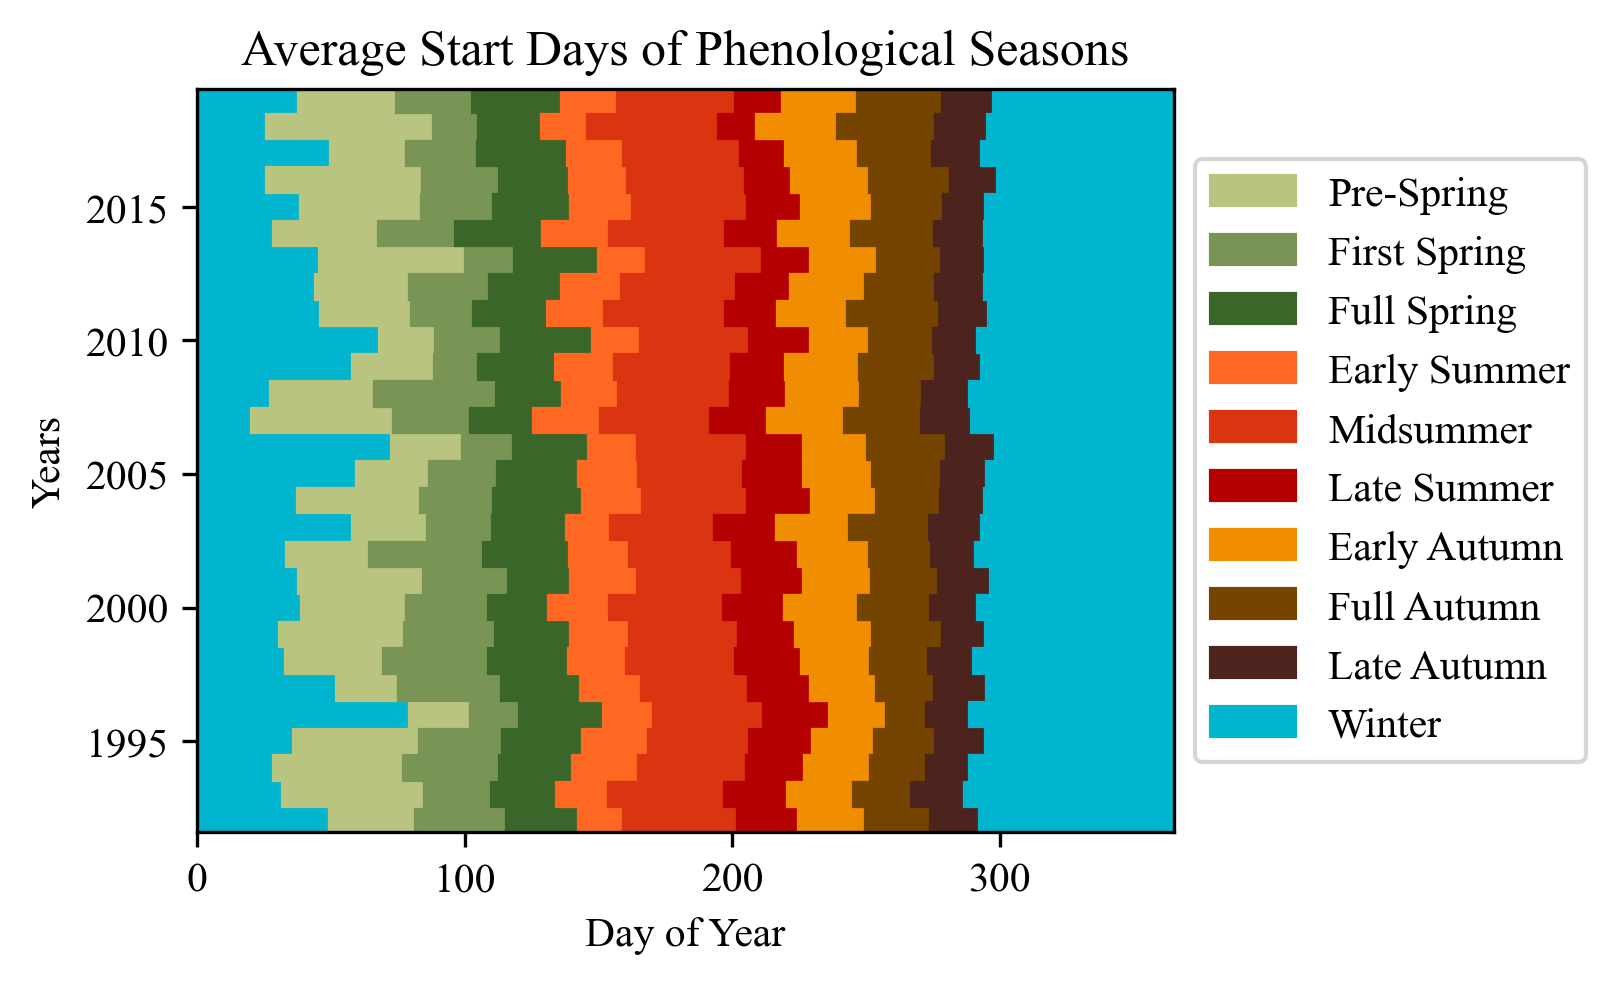 Average Start Days of Phenological Seasons
Years
2015
2010
2005
2000
1995
0 100 200 300
Day of Year
Pre-Spring
First Spring
Full Spring
Early Summer
Midsummer
Late Summer
Early Autumn
Full Autumn
Late Autumn
Winter